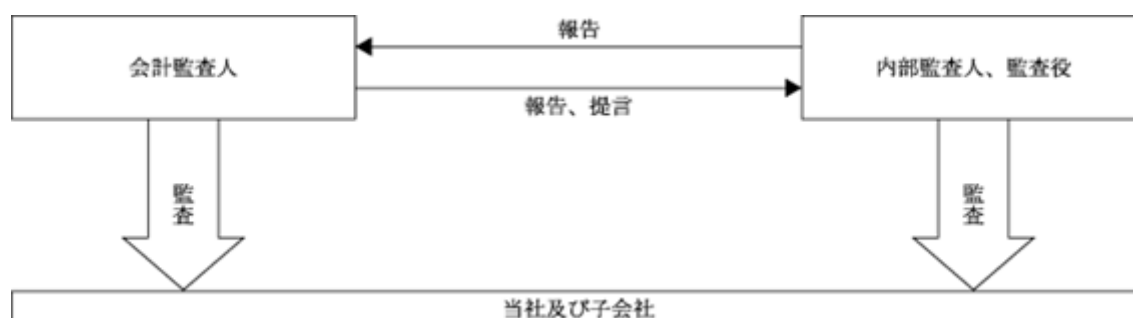 報告
会計監査人
内部監査人、監査役
報告、提言
監査
監査
当社及び子会社